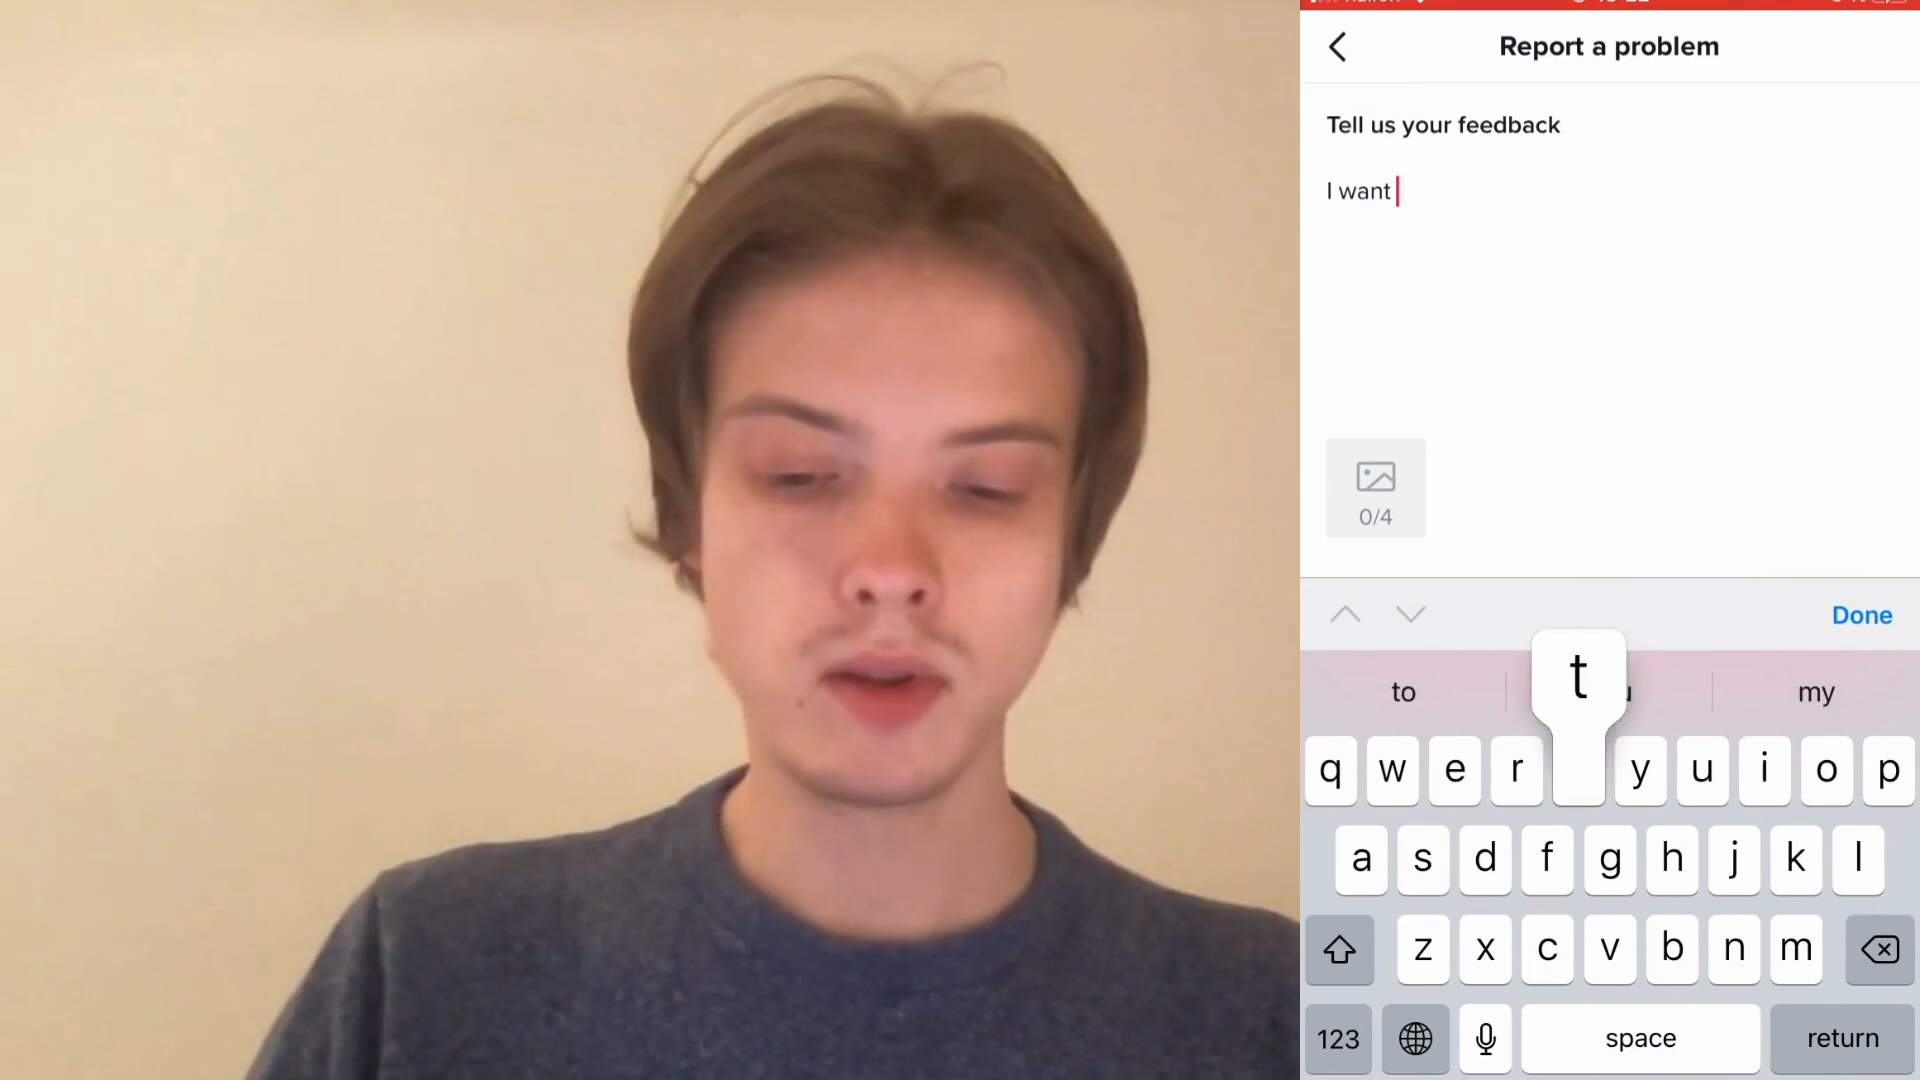 Report a problem
Tell us your feedback
I want
0/4
Done
to
my
t
q w e r y u i o p
a s d f g h j k l
z x c v b n m
123
space
return